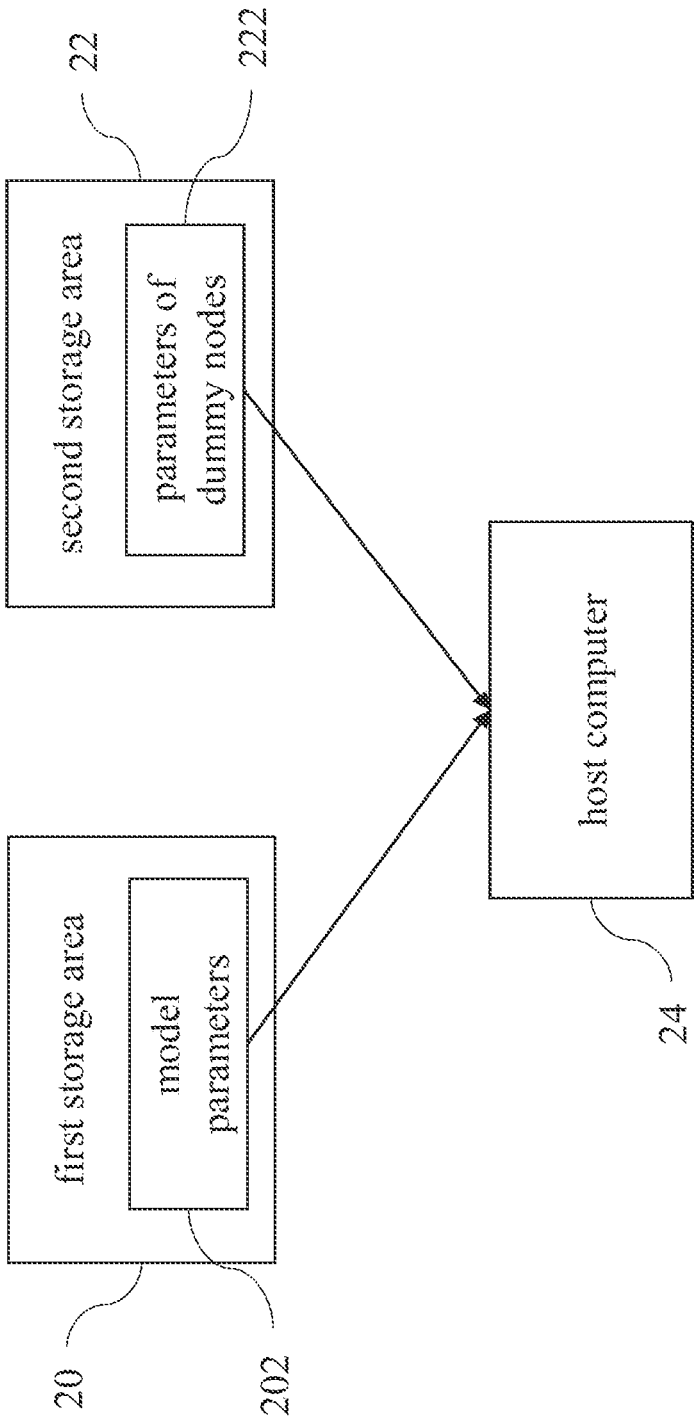 20
first storage area
202
model
parameters
second storage area
22
parameters of
dummy nodes
222
host computer
24